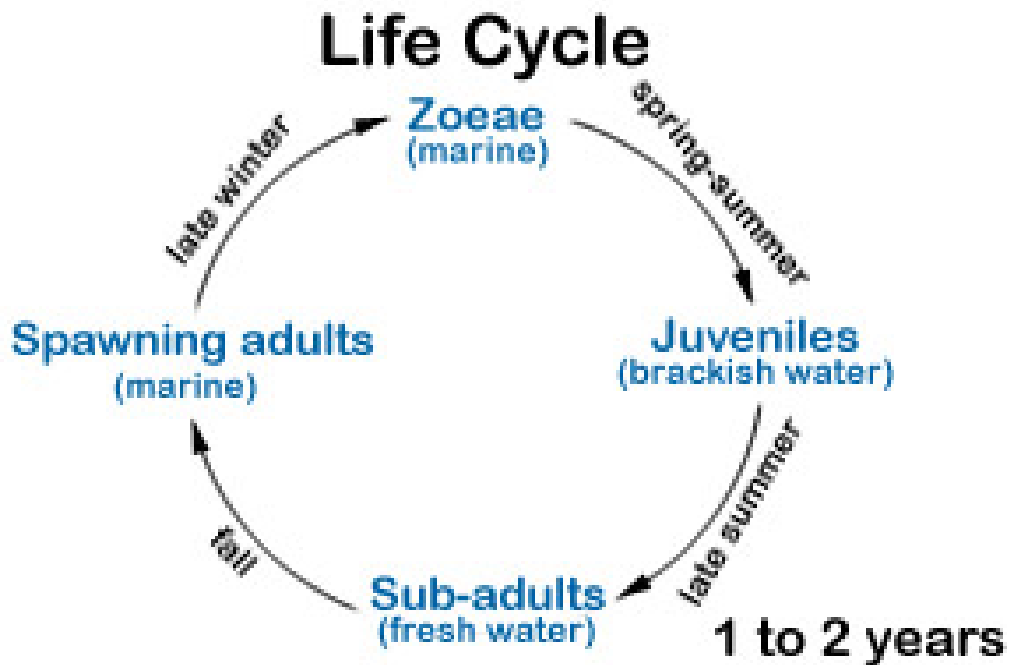 Life Cycle
Zoeae
(marine)
spring-summer
Juveniles
(brackish water)
late summer
Sub-adults
(fresh water)
fall
Spawning adults
(marine)
late winter
1 to 2 years